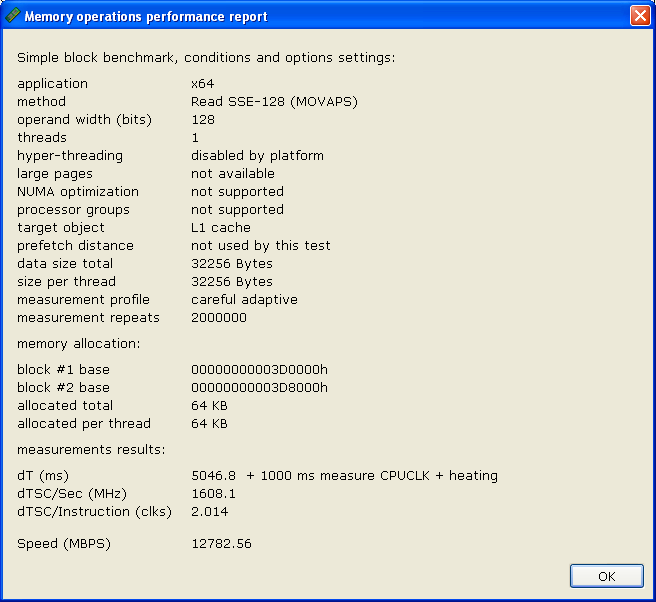 Memory operations performance report
Simple block benchmark, conditions and options settings:
application x64
method Read SSE-128 (MOVAPS)
operand width (bits) 128
threads 1
hyper-threading disabled by platform
large pages not available
NUMA optimization not supported
processor groups not supported
target object L1 cache
prefetch distance not used by this test
data size total 32256 Bytes
size per thread 32256 Bytes
measurement profile careful adaptive
measurement repeats 2000000
memory allocation:
block #1 base 00000000003D0000h
block #2 base 00000000003D8000h
allocated total 64 KB
allocated per thread 64 KB
measurements results:
dT (ms) 5046.8 + 1000 ms measure CPUCLK + heating
dTSC/Sec (MHz) 1608.1
dTSC/Instruction (clks) 2.014
Speed (MBPS) 12782.56
OK